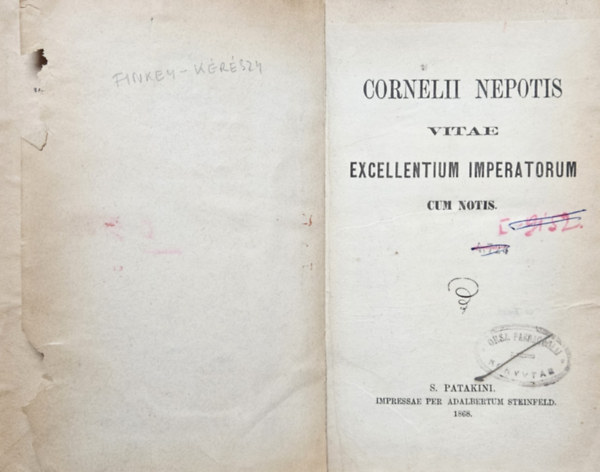 FINKEY-KÉRÉSZY
CORNELII NEPOTIS
VITAE
EXCELLENTIUM IMPERATORUM
CUM NOTIS.
S. PATAKINI.
IMPRESSAE PER ADALBERTUM STEINFELD.
1868.